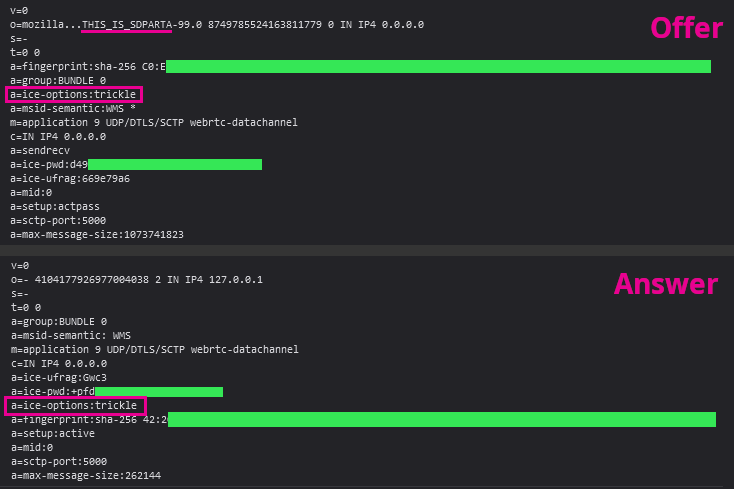 v=0
o=mozilla...THIS_IS_SDPARTA-99.0 8749785524163811779 0 IN IP4 0.0.0.0
Offer
s=-
t=0 0
a=fingerprint:sha-256 C0:E
a=group:BUNDLE 0
a=ice-options:trickle
a=msid-semantic:WMS *
m=application 9 UDP/DTLS/SCTP webrtc-datachannel
c=IN IP4 0.0.0.0
a=sendrecv
a=ice-pwd:d49
a=ice-ufrag:669e79a6
a=mid:0
a=setup:actpass
a=sctp-port:5000
a=max-message-size:1073741823
v=0
o=- 4104177926977004038 2 IN IP4 127.0.0.1
Answer
s=-
t=0 0
a=group:BUNDLE 0
a=msid-semantic: WMS
m=application 9 UDP/DTLS/SCTP webrtc-datachannel
c=IN IP4 0.0.0.0
a=ice-ufrag:Gwc3
a=ice-pwd:+pfd
a=ice-options:trickle
a=fingerprint:sha-256 42:2
a=setup:active
a=mid:0
a=sctp-port:5000
a=max-message-size:262144